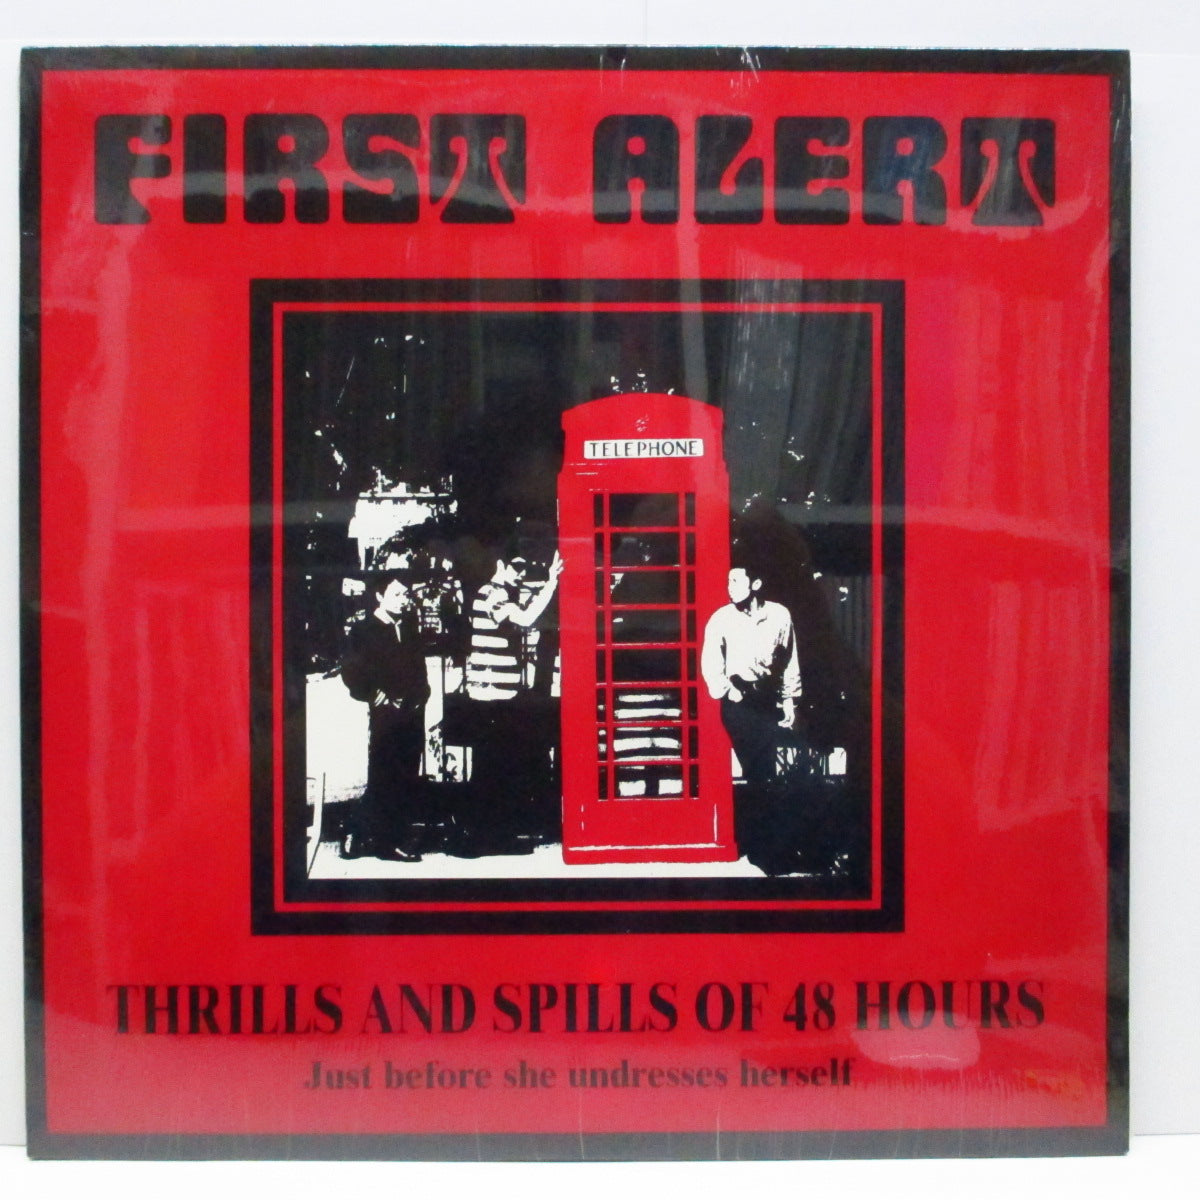 FIRST ALERT
TELEPHONE
THRILLS AND SPILLS OF 48 HOURS
Just before she undresses herself